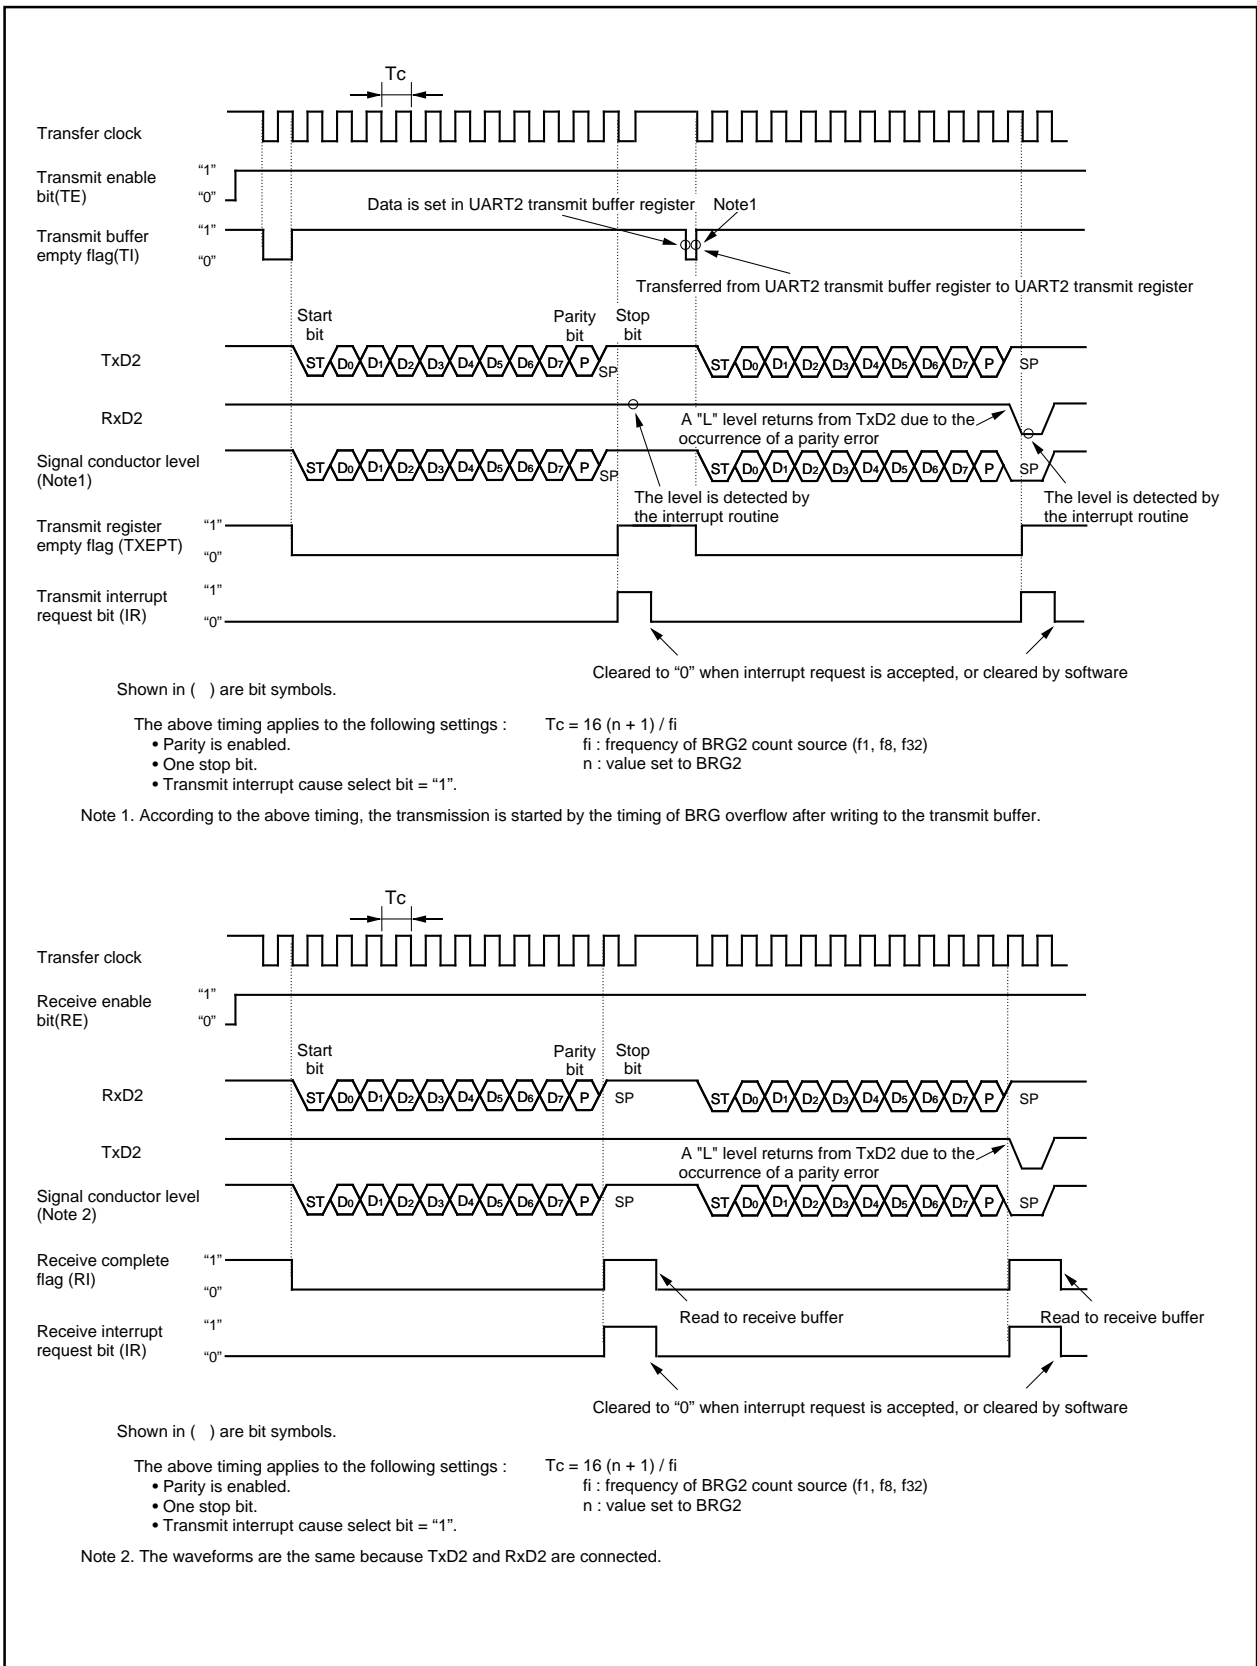 Tc
Transfer clock
Transmit enable
bit(TE)
“1”
“0”
Data is set in UART2 transmit buffer register
Note1
Transmit buffer
empty flag(TI)
“1”
“0”
Transferred from UART2 transmit buffer register to UART2 transmit register
Start
bit
Parity
bit
Stop
bit
TxD2
ST D0 D1 D2 D3 D4 D5 D6 D7 P SP
ST D0 D1 D2 D3 D4 D5 D6 D7 P SP
RxD2
A "L" level returns from TxD2 due to the
occurrence of a parity error
Signal conductor level
(Note1)
ST D0 D1 D2 D3 D4 D5 D6 D7 P SP
ST D0 D1 D2 D3 D4 D5 D6 D7 P SP
The level is detected by
the interrupt routine
The level is detected by
the interrupt routine
Transmit register
empty flag (TXEPT)
“1”
“0”
Transmit interrupt
request bit (IR)
“1”
“0”
Cleared to “0” when interrupt request is accepted, or cleared by software
Shown in ( ) are bit symbols.
The above timing applies to the following settings :
• Parity is enabled.
• One stop bit.
• Transmit interrupt cause select bit = “1”.
Tc = 16 (n + 1) / fi
fi : frequency of BRG2 count source (f1, f8, f32)
n : value set to BRG2
Note 1. According to the above timing, the transmission is started by the timing of BRG overflow after writing to the transmit buffer.
Tc
Transfer clock
Receive enable
bit(RE)
“1”
“0”
Start
bit
Parity
bit
Stop
bit
RxD2
ST D0 D1 D2 D3 D4 D5 D6 D7 P SP
ST D0 D1 D2 D3 D4 D5 D6 D7 P SP
TxD2
A "L" level returns from TxD2 due to the
occurrence of a parity error
Signal conductor level
(Note 2)
ST D0 D1 D2 D3 D4 D5 D6 D7 P SP
ST D0 D1 D2 D3 D4 D5 D6 D7 P SP
Receive complete
flag (RI)
“1”
“0”
Read to receive buffer
Read to receive buffer
Receive interrupt
request bit (IR)
“1”
“0”
Cleared to “0” when interrupt request is accepted, or cleared by software
Shown in ( ) are bit symbols.
The above timing applies to the following settings :
• Parity is enabled.
• One stop bit.
• Transmit interrupt cause select bit = “1”.
Tc = 16 (n + 1) / fi
fi : frequency of BRG2 count source (f1, f8, f32)
n : value set to BRG2
Note 2. The waveforms are the same because TxD2 and RxD2 are connected.